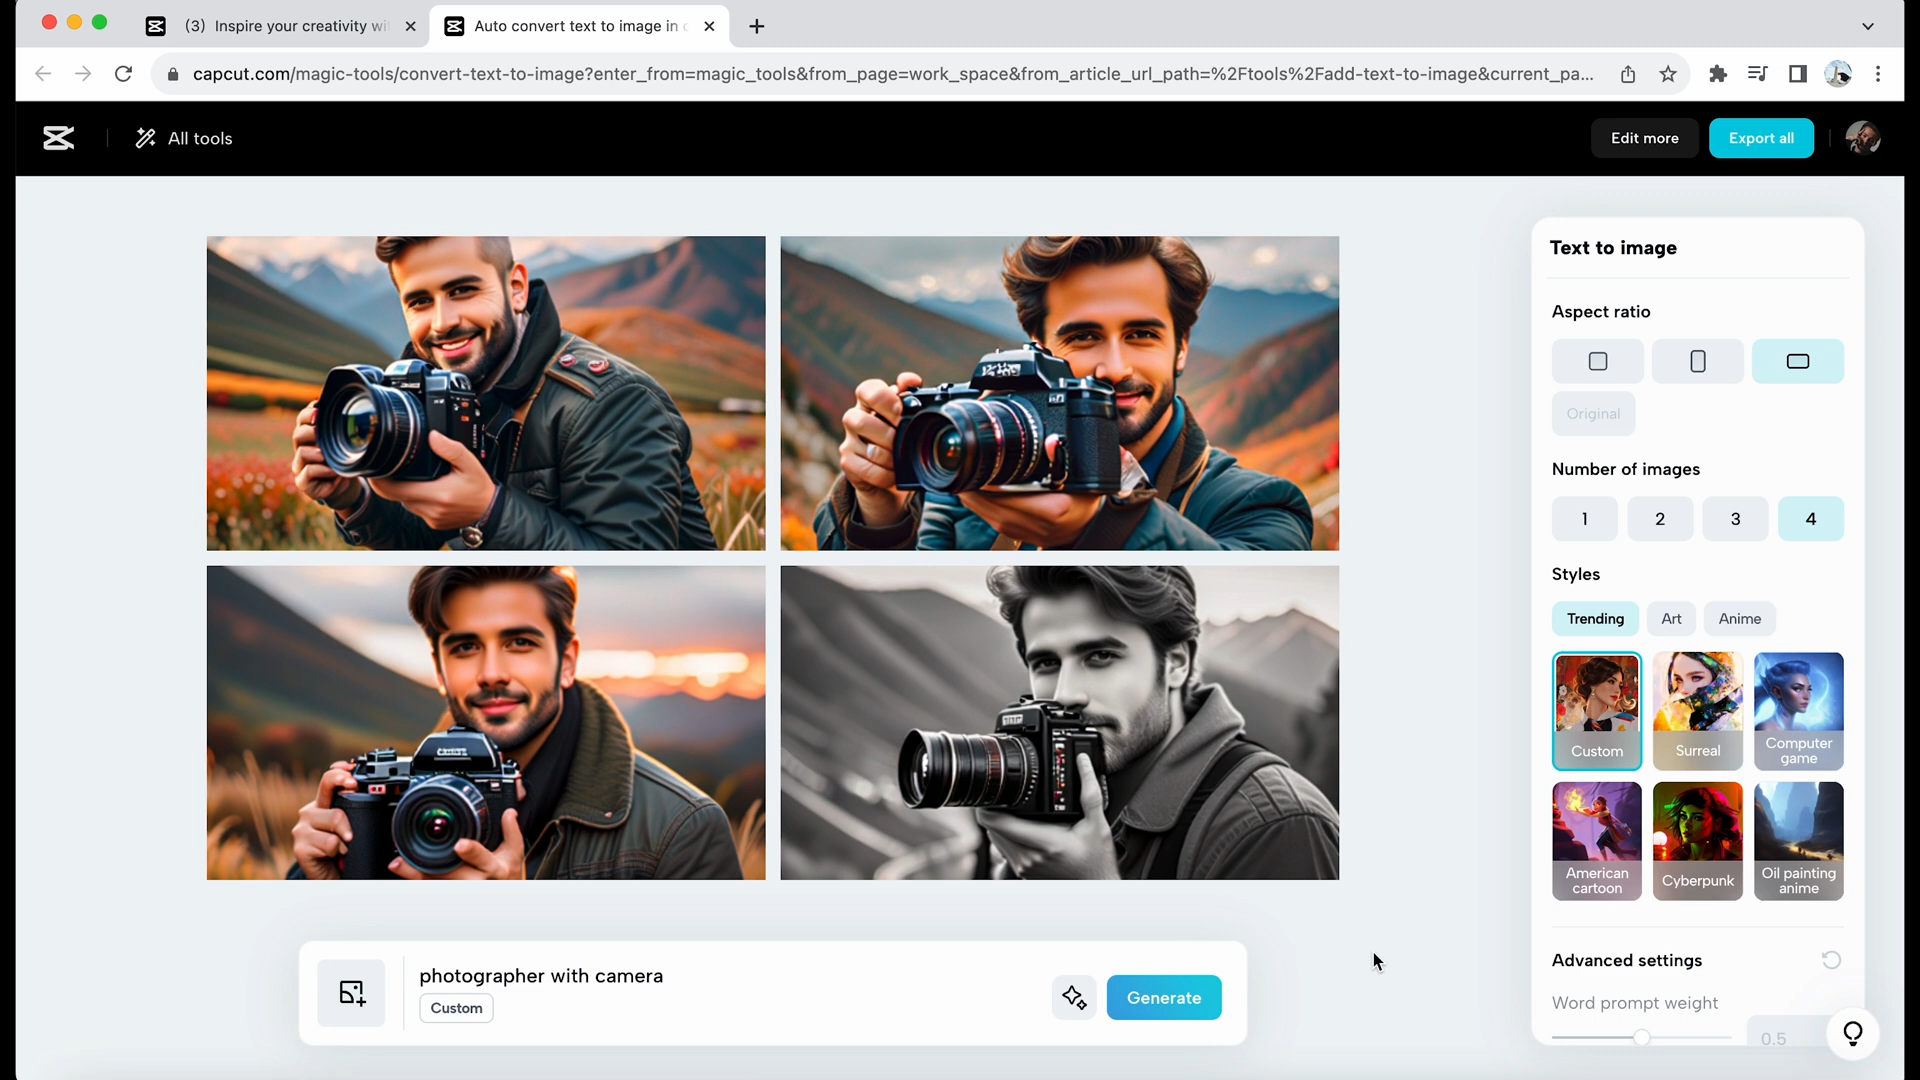 (3) Inspire your creativity wi
Auto convert text to image in c
capcut.com/magic-tools/convert-text-to-image?enter_from=magic_tools&from_page=work_space&from_article_url_path=%2Ftools%2Fadd-text-to-image&current_pa...
All tools
Edit more
Export all
Text to image
Aspect ratio
Original
Number of images
1 2 3 4
Styles
Trending Art Anime
Custom
Surreal
Computer
game
American
cartoon
Cyberpunk
Oil painting
anime
Advanced settings
Word prompt weight
0.5
photographer with camera
Custom
Generate